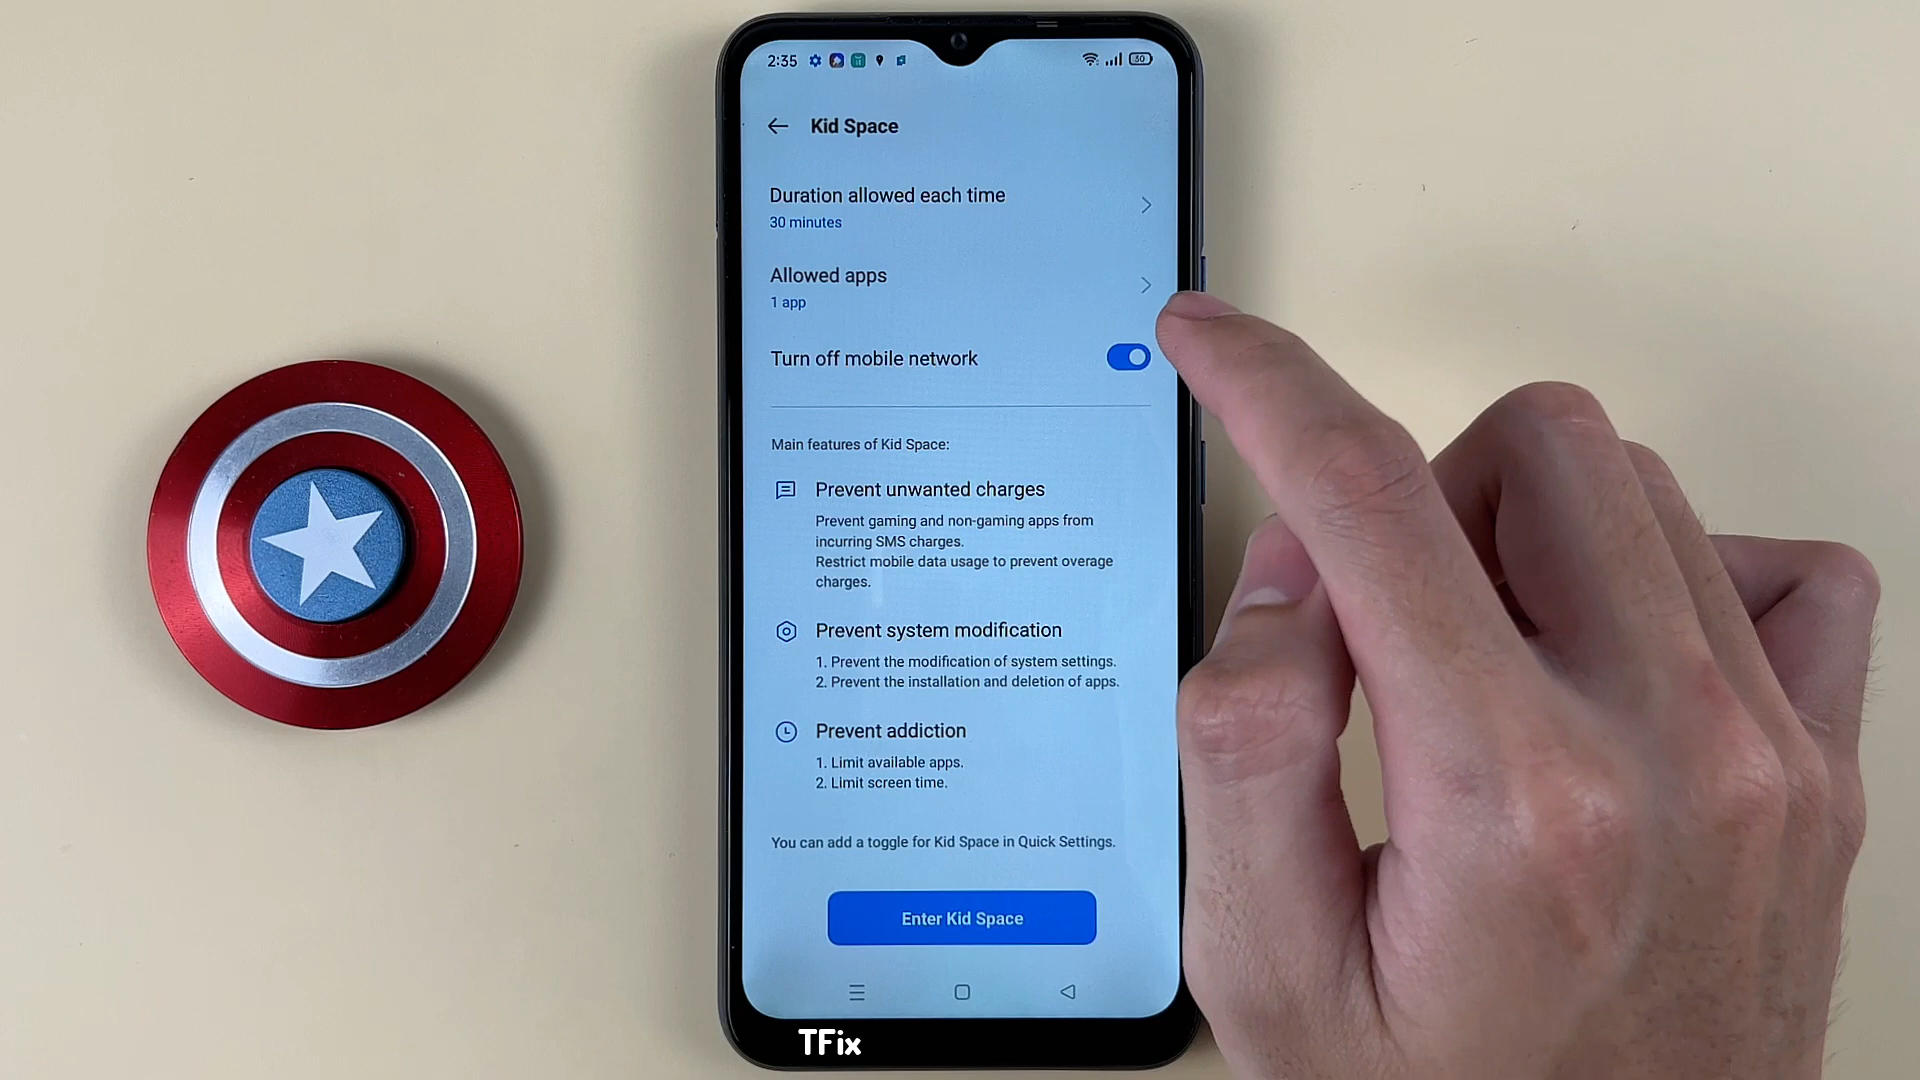 2:35
30
Kid Space
Duration allowed each time
30 minutes
Allowed apps
1 app
Turn off mobile network
Main features of Kid Space:
Prevent unwanted charges
Prevent gaming and non-gaming apps from
incurring SMS charges.
Restrict mobile data usage to prevent overage
charges.
Prevent system modification
1. Prevent the modification of system settings.
2. Prevent the installation and deletion of apps.
Prevent addiction
1. Limit available apps.
2. Limit screen time.
You can add a toggle for Kid Space in Quick Settings.
Enter Kid Space
TFix